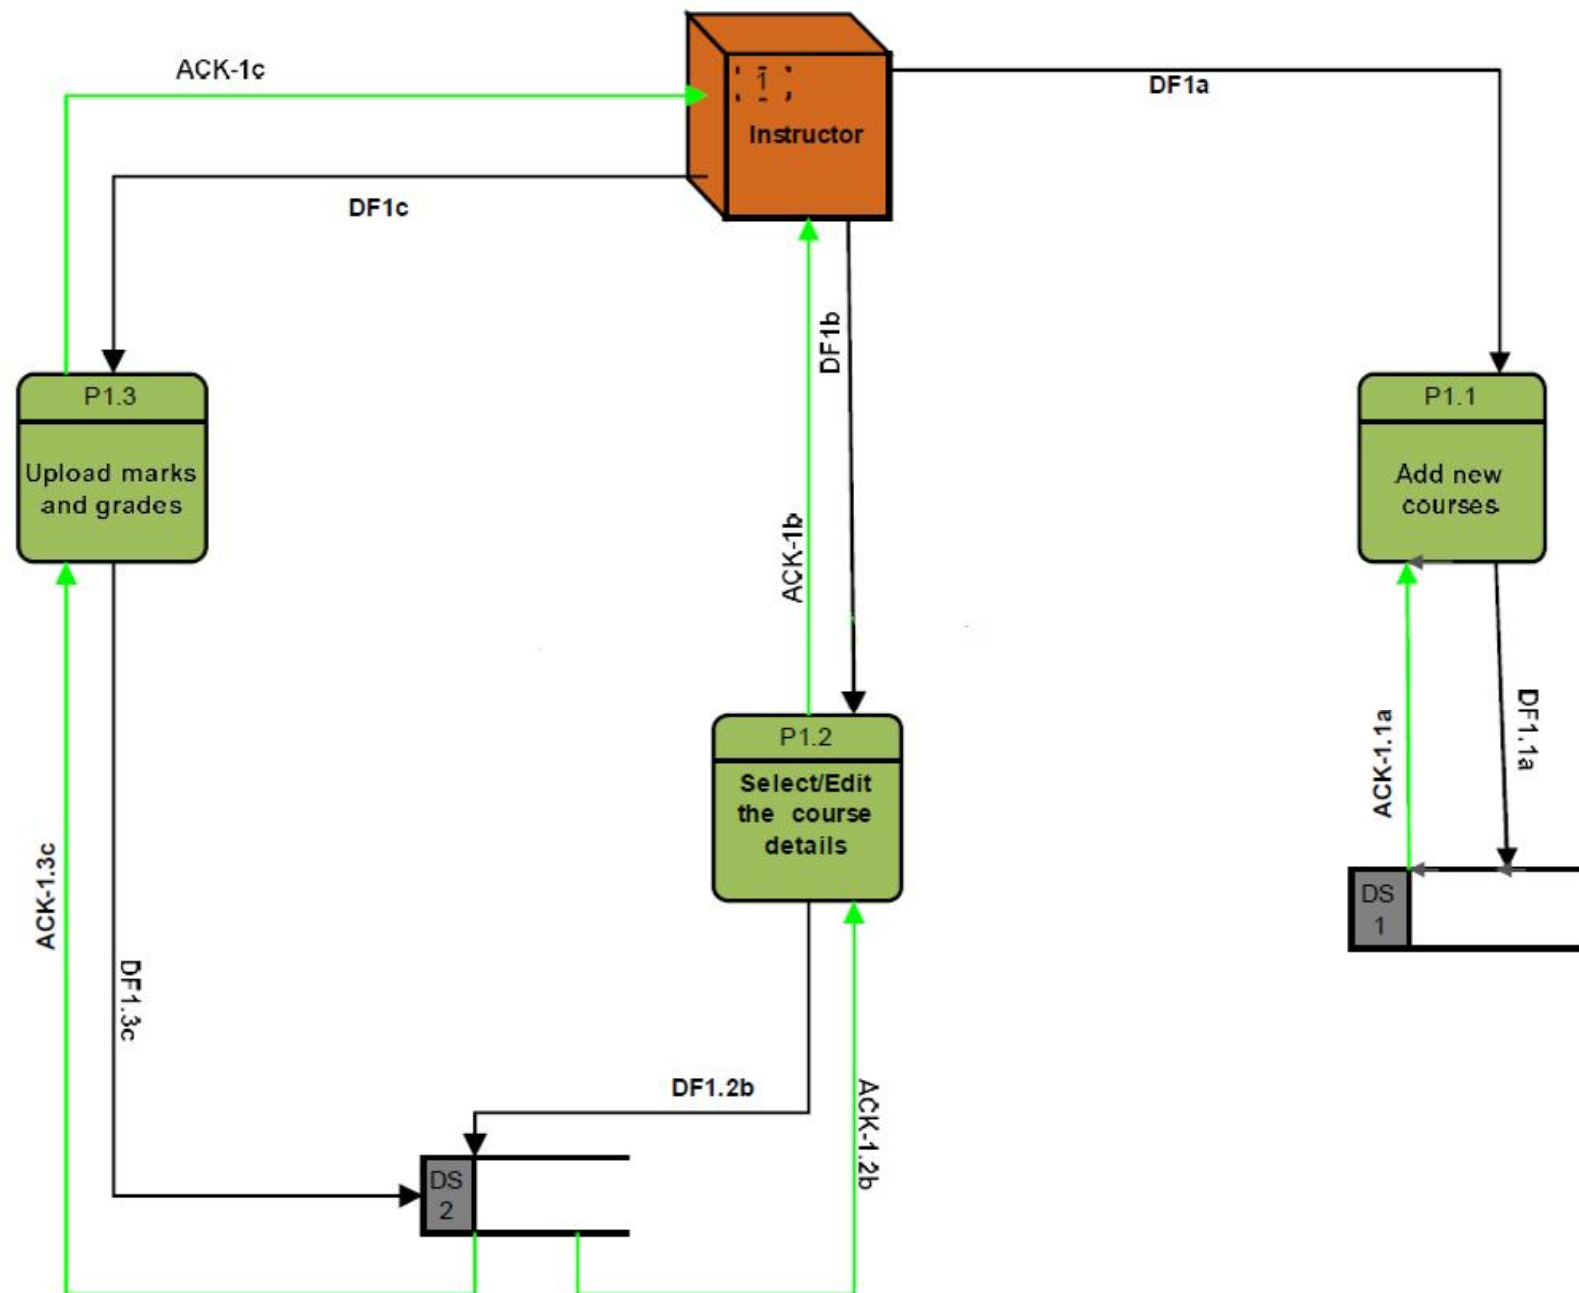 ACK-1c
1
Instructor
DF1a
DF1c
DF1b
ACK-1b
P1.3
Upload marks
and grades
P1.1
Add new
courses
P1.2
Select/Edit
the course
details
ACK-1.1a
DF1.1a
DS
1
ACK-1.3c
DF1.3c
DF1.2b
ACK-1.2b
DS
2